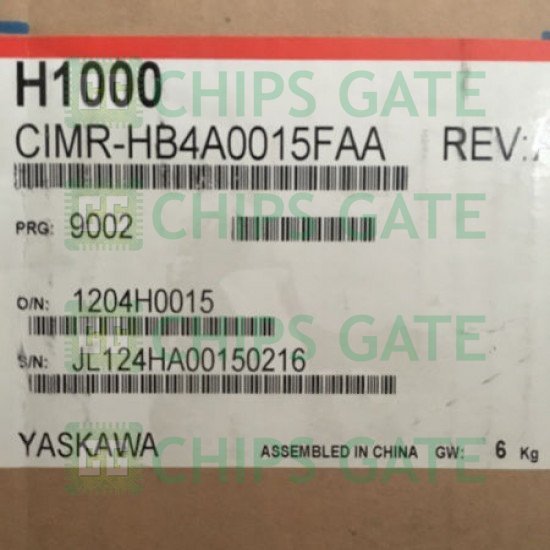 H1000
CIMR-HB4A0015FAA REV:A
PRG: 9002
O/N: 1204H0015
S/N: JL124HA00150216
YASKAWA ASSEMBLED IN CHINA GW: 6 Kg
CHIPS GATE
CHIPS GATE
CHIPS GATE
CHIPS GATE